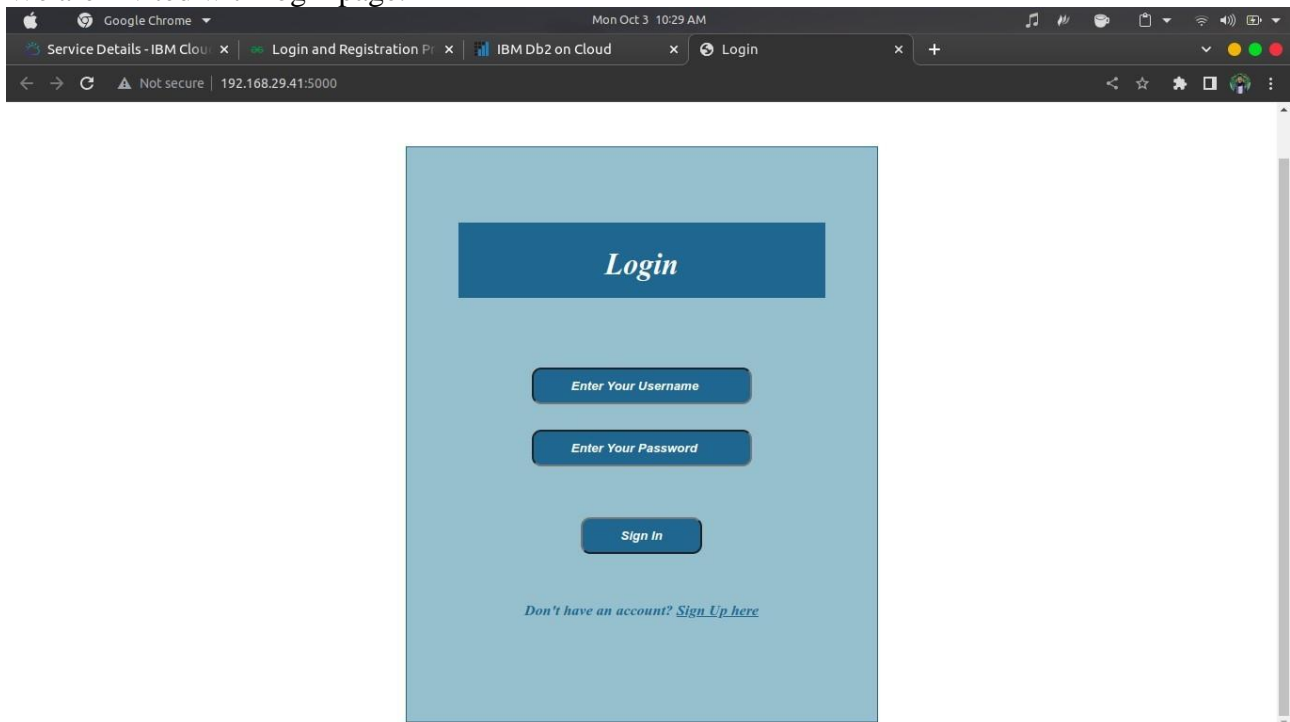 Google Chrome
Mon Oct 3 10:29 AM
Service Details - IBM Clou
Login and Registration Pr
IBM Db2 on Cloud
Login
Not secure
192.168.29.41:5000
Login
Enter Your Username
Enter Your Password
Sign In
Don't have an account? Sign Up here